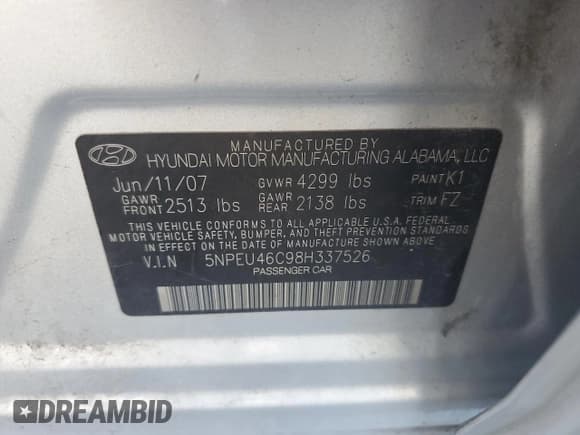 MANUFACTURED BY
HYUNDAI MOTOR MANUFACTURING ALABAMA, LLC
Jun/11/07 GVWR 4299 lbs PAINT K1
GAWR FRONT 2513 lbs GAWR REAR 2138 lbs TRIM FZ
THIS VEHICLE CONFORMS TO ALL APPLICABLE U.S.A. FEDERAL
MOTOR VEHICLE SAFETY, BUMPER, AND THEFT PREVENTION STANDARDS
IN EFFECT ON THE DATE OF MANUFACTURE SHOWN ABOVE.
V.I.N 5NPEU46C98H337526
PASSENGER CAR
DREAMBID